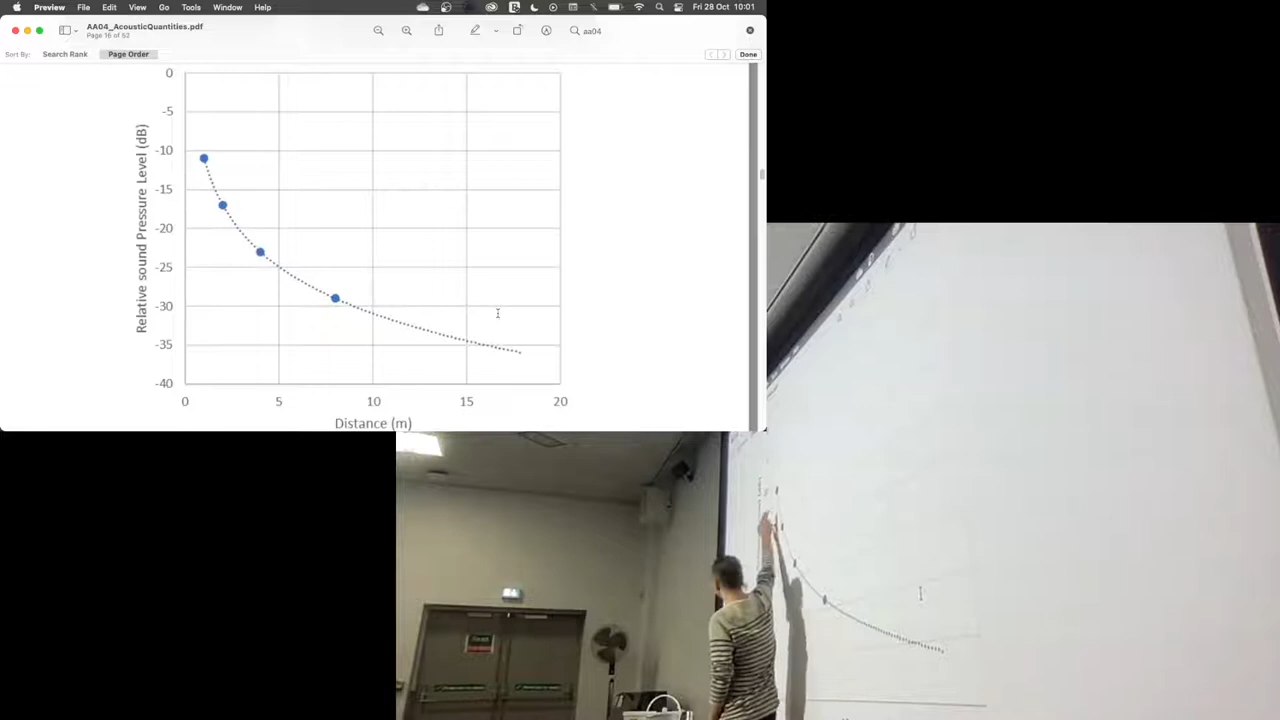 Preview File Edit View Go Tools Window Help
Fri 28 Oct 10:01
AA04_AcousticQuantities.pdf
Page 16 of 52
aa04
Sort By: Search Rank Page Order
Done
Relative sound Pressure Level (dB)
0
-5
-10
-15
-20
-25
-30
-35
-40
0 5 10 15 20
Distance (m)